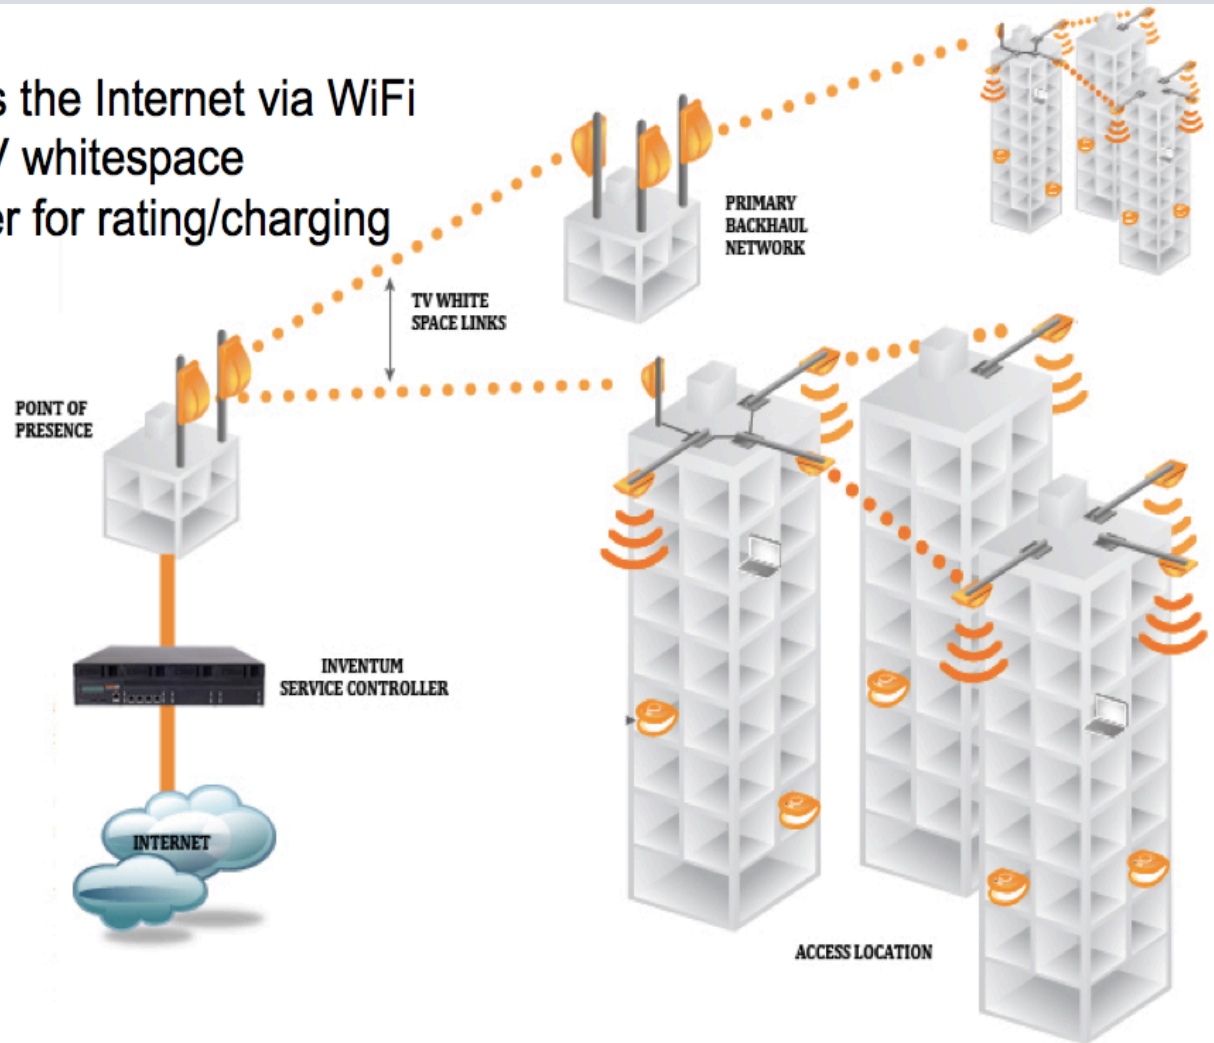 s the Internet via WiFi
whitespace
er for rating/charging
PRIMARY
BACKHAUL
NETWORK
TV WHITE
SPACE LINKS
POINT OF
PRESENCE
INVENTUM
SERVICE CONTROLLER
INTERNET
ACCESS LOCATION